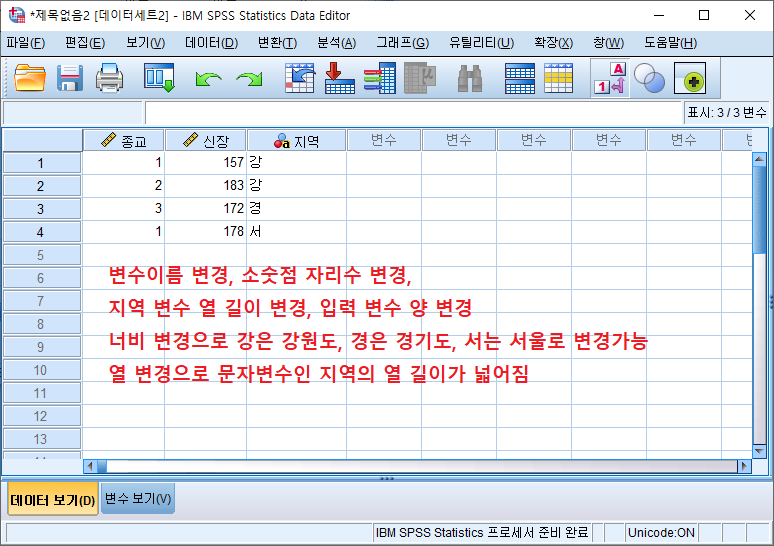 *제목없음2 [데이터세트2] - IBM SPSS Statistics Data Editor
파일(F) 편집(E) 보기(V) 데이터(D) 변환(T) 분석(A) 그래프(G) 유틸리티(U) 확장(X) 창(W) 도움말(H)
표시: 3 / 3 변수
종교 신장 지역 변수 변수 변수 변수 변수
1 1 157 강
2 2 183 강
3 3 172 경
4 1 178 서
5
6
7
8
9
10
11
12
13
변수이름 변경, 소숫점 자리수 변경,
지역 변수 열 길이 변경, 입력 변수 양 변경
너비 변경으로 강은 강원도, 경은 경기도, 서는 서울로 변경가능
열 변경으로 문자변수인 지역의 열 길이가 넓어짐
데이터 보기(D) 변수 보기(V)
IBM SPSS Statistics 프로세서 준비 완료 Unicode:ON